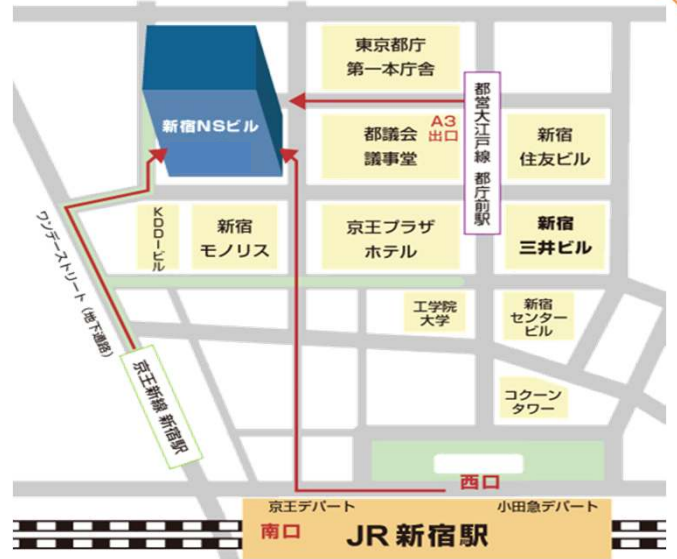 東京都庁
第一本庁舎
新宿NSビル
都営大江戸線 都庁前駅
A3
出口
都議会
議事堂
新宿
住友ビル
KDDIビル
新宿
モノリス
京王プラザ
ホテル
新宿
三井ビル
ワンデーストリート（地下通路）
工学院
大学
新宿
センター
ビル
京王新線 新宿駅
コクーン
タワー
西口
京王デパート
小田急デパート
南口
JR新宿駅